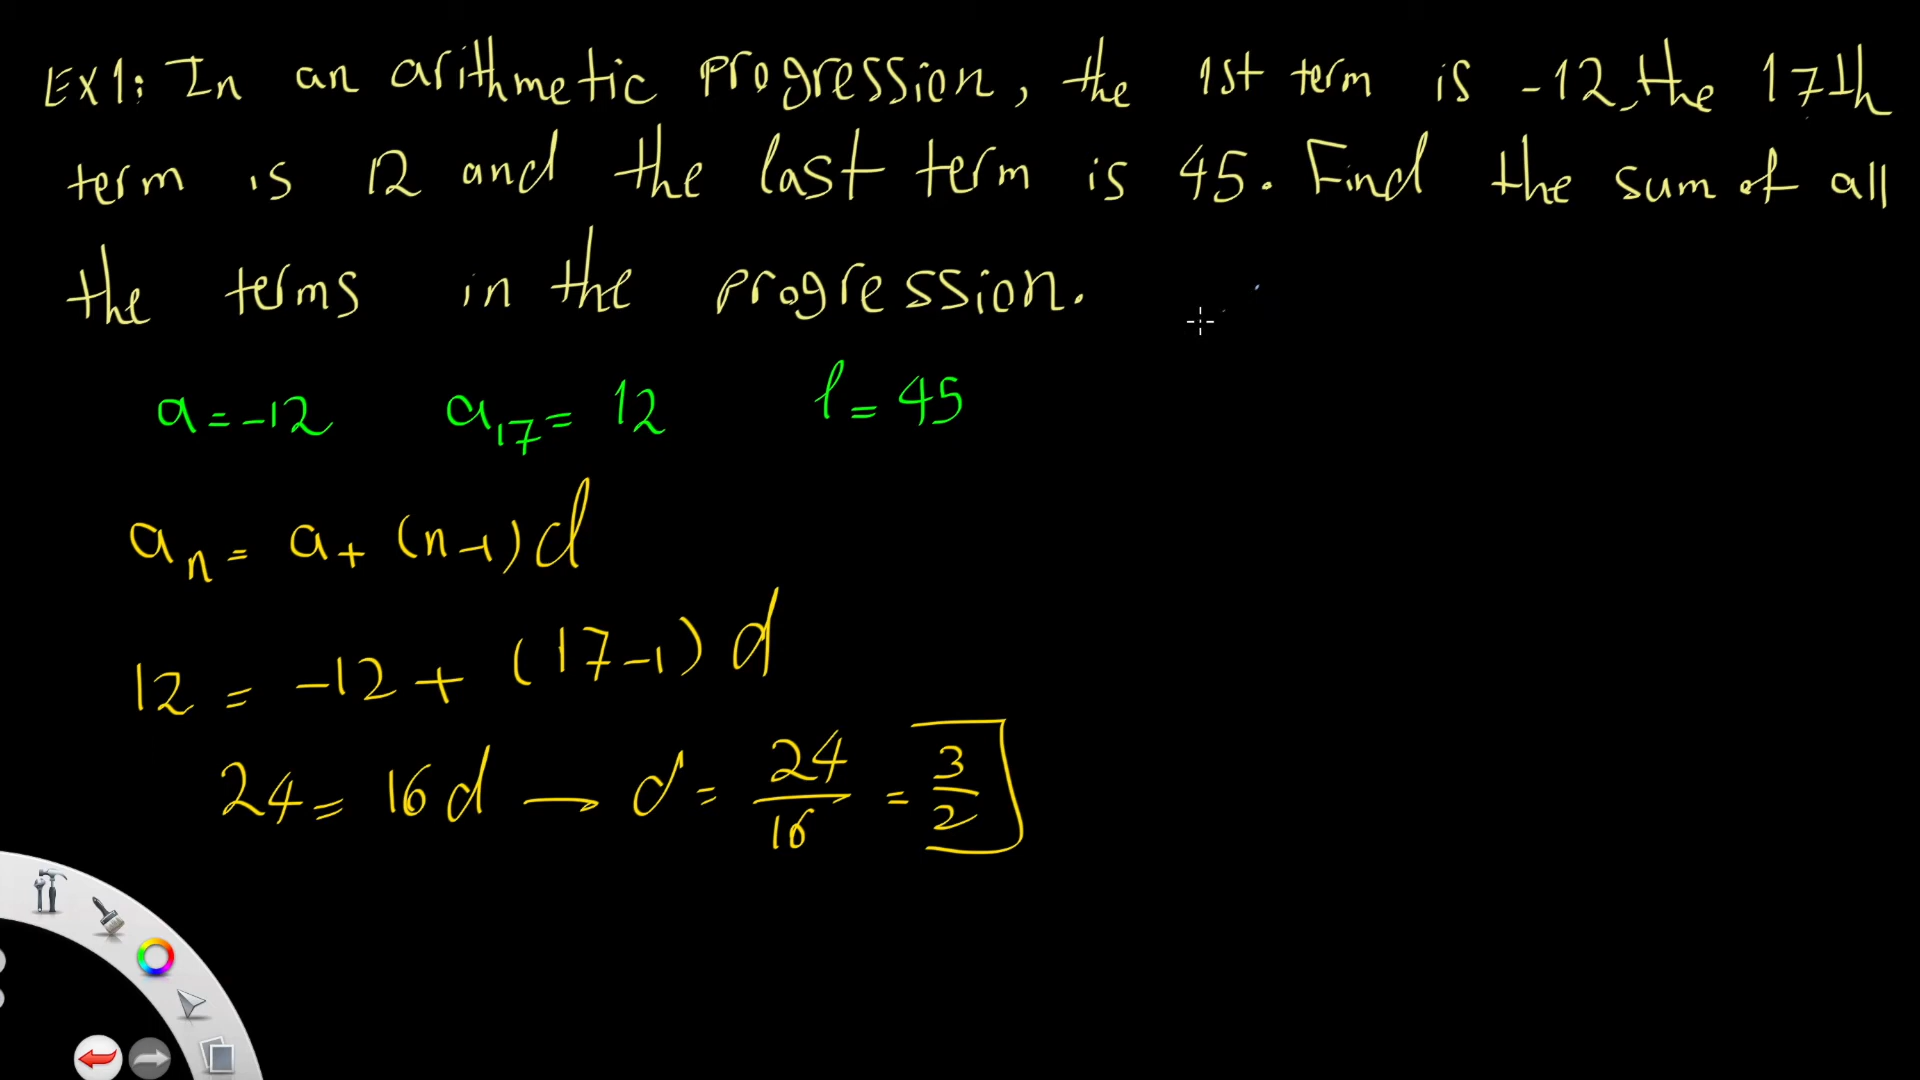 EX1: In an arithmetic progression, the 1st term is -12, the 17th
term is 12 and the last term is 45. Find the sum of all
the terms in the progression.
a=-12 a₁₇= 12 l= 45
aₙ= a+ (n-1)d
12= -12+ (17-1)d
24= 16d — d= 24/16 = 3/2